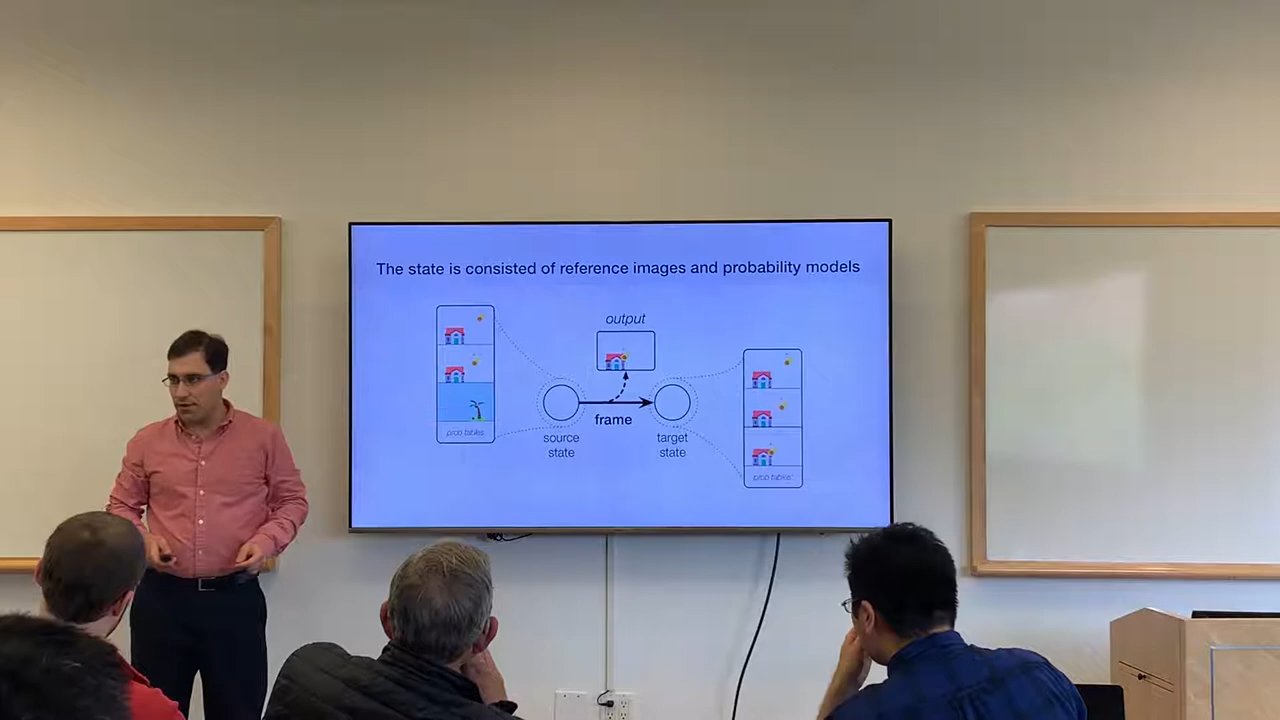 The state is consisted of reference images and probability models
output
frame
source
state
target
state
prob tables
prob tables'